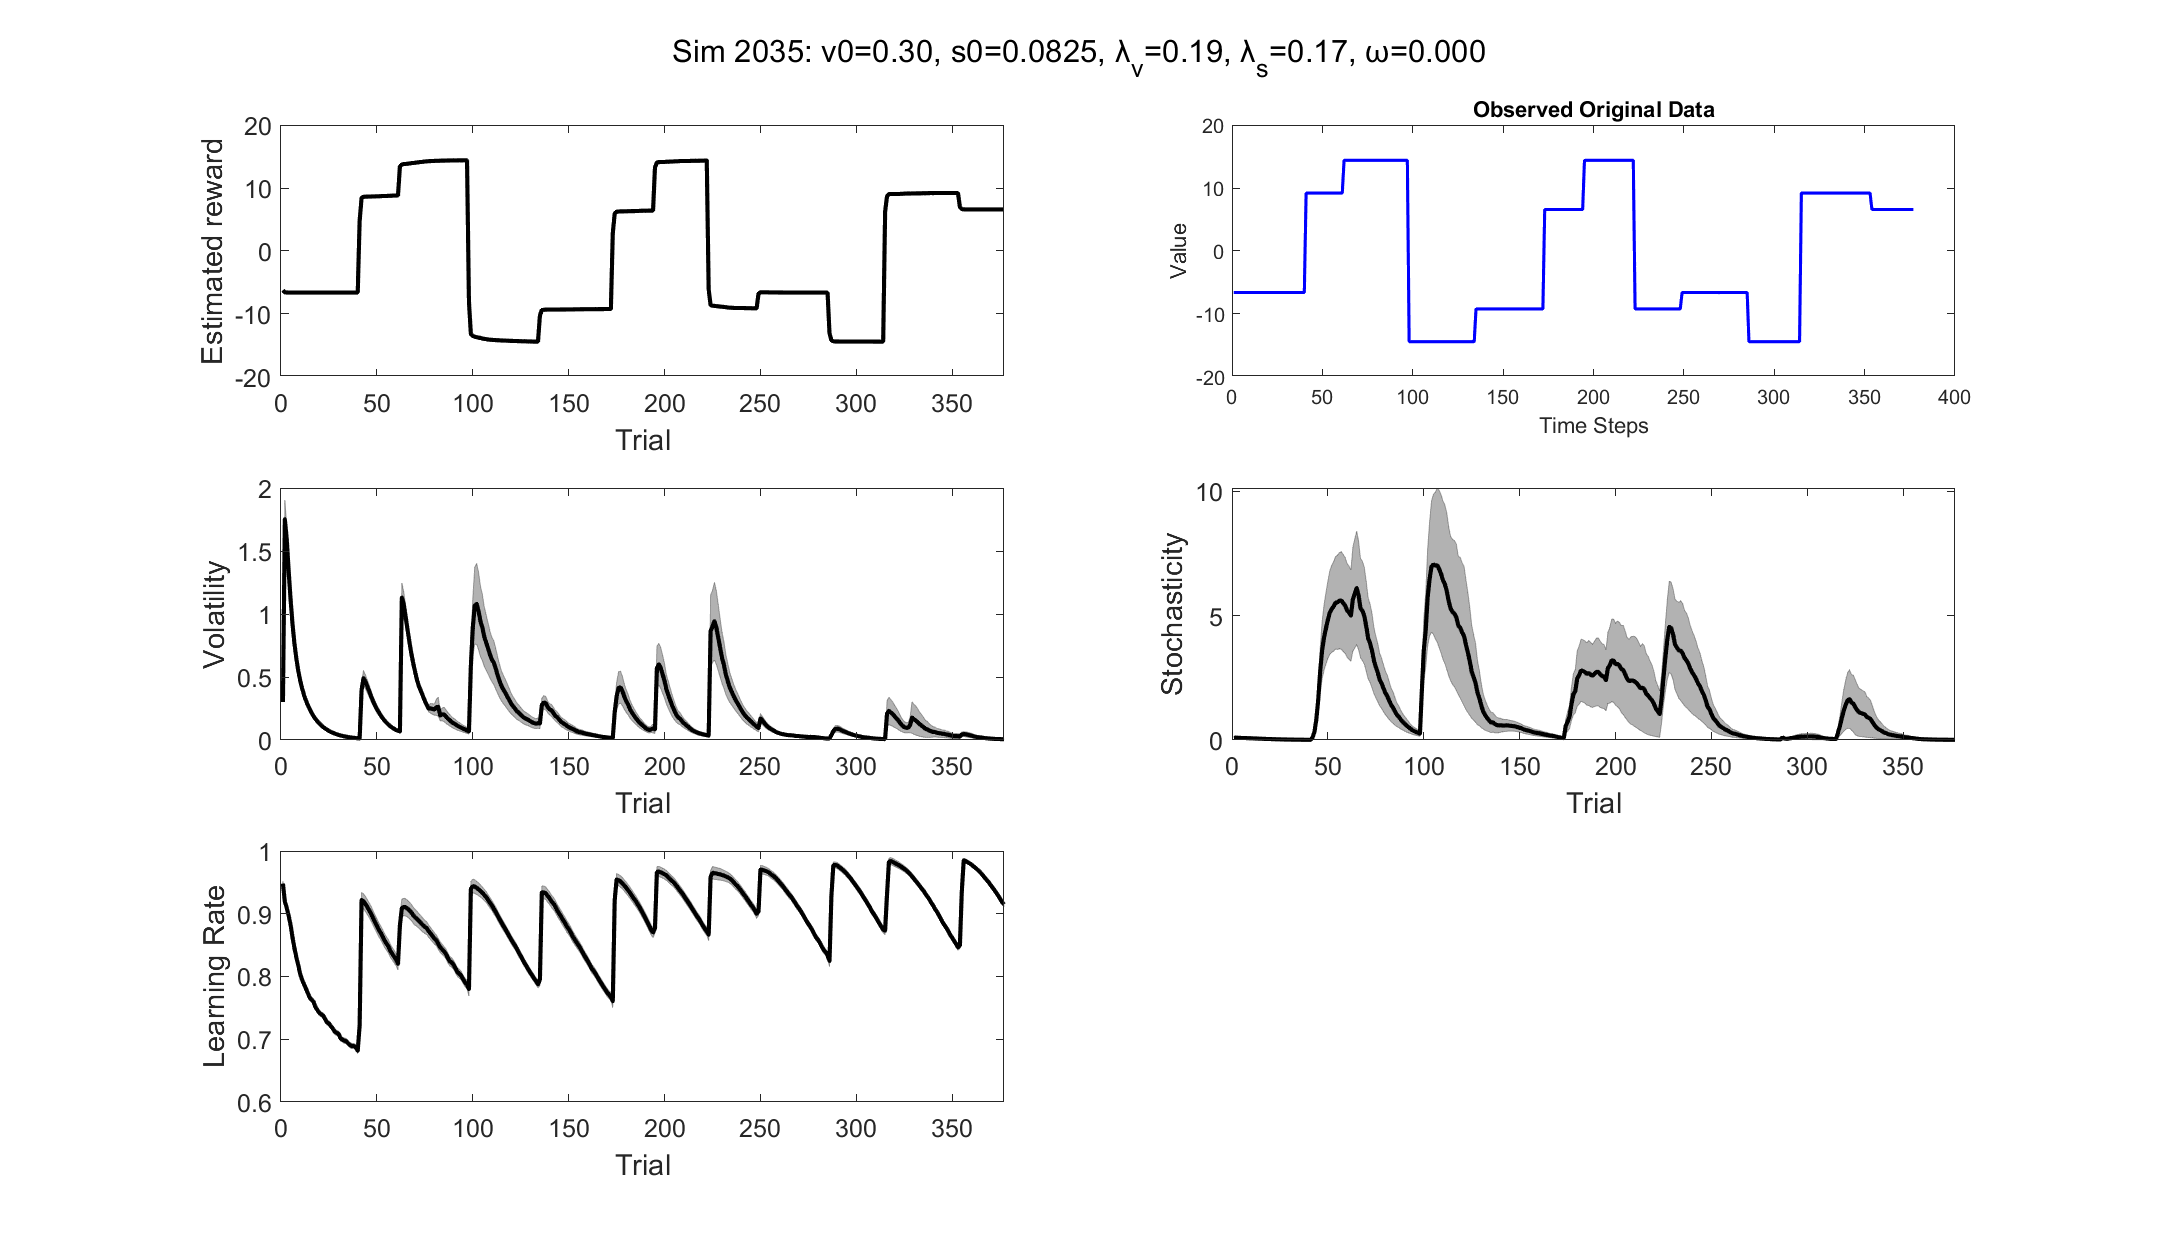 Sim 2035: v0=0.30, s0=0.0825, λv=0.19, λs=0.17, ω=0.000
20
10
0
-10
-20
Estimated reward
0 50 100 150 200 250 300 350
Trial
Observed Original Data
20
10
0
-10
-20
Value
0 50 100 150 200 250 300 350 400
Time Steps
2
1.5
1
0.5
0
Volatility
0 50 100 150 200 250 300 350
Trial
10
5
0
Stochasticity
0 50 100 150 200 250 300 350
Trial
1
0.9
0.8
0.7
0.6
Learning Rate
0 50 100 150 200 250 300 350
Trial